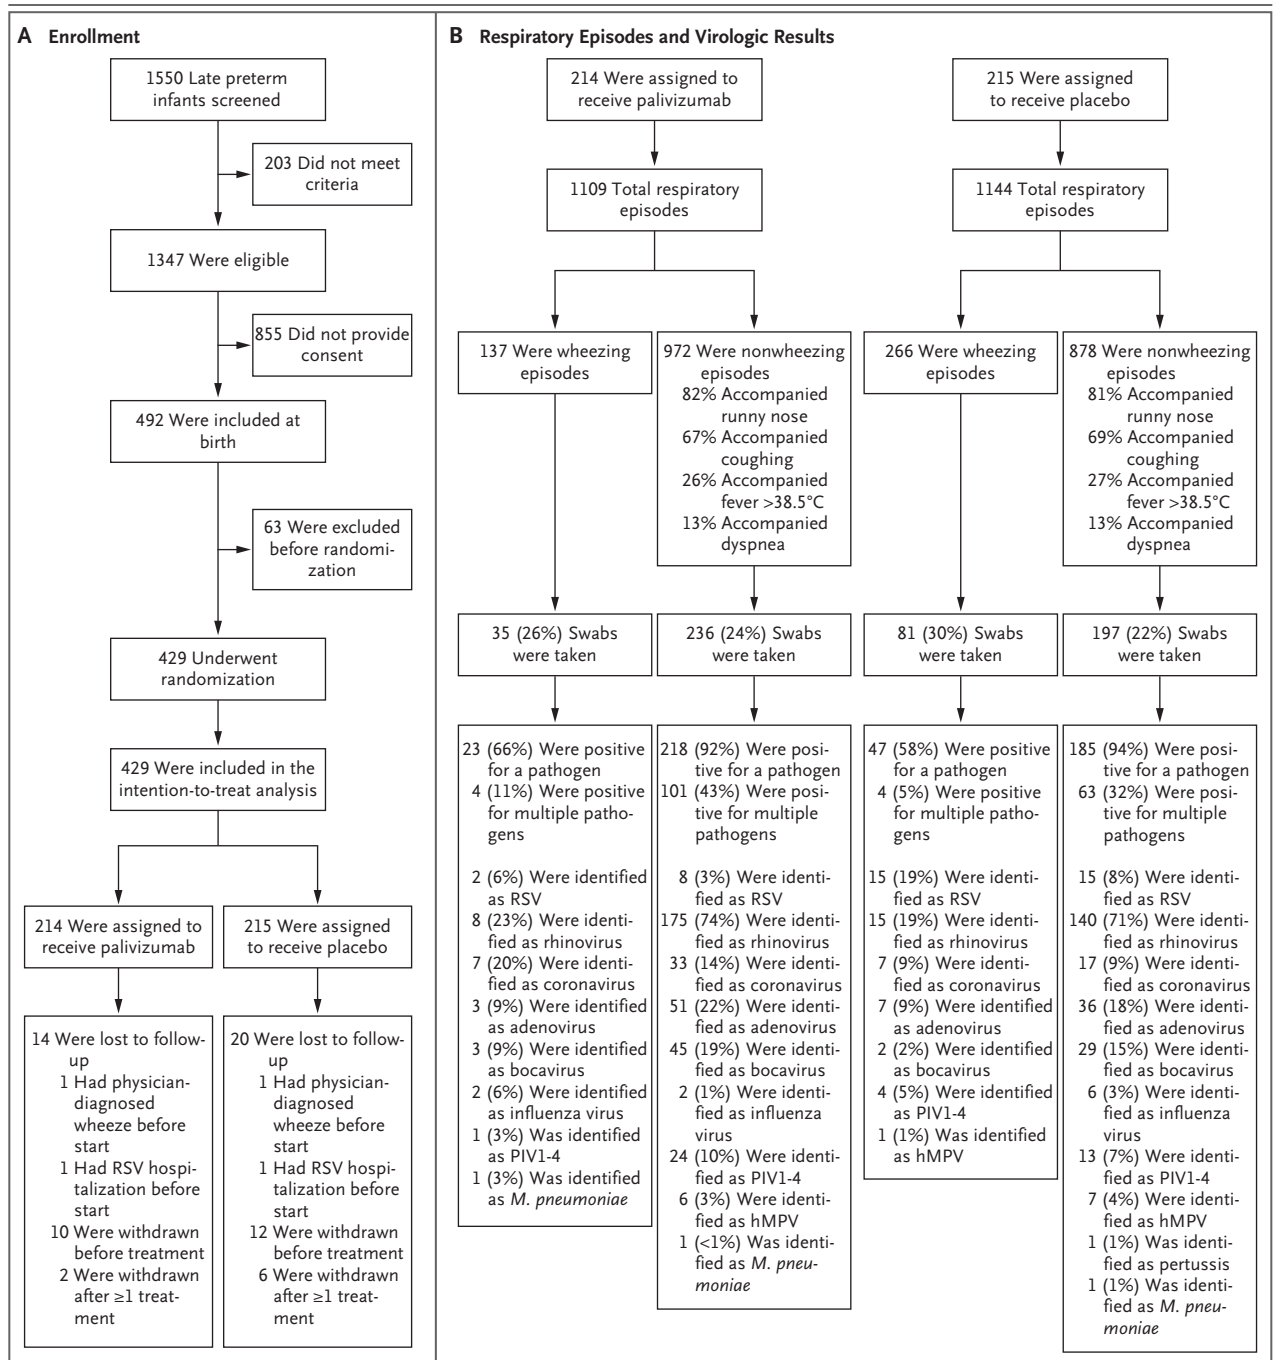 A Enrollment
1550 Late preterm
infants screened
203 Did not meet
criteria
1347 Were eligible
855 Did not provide
consent
492 Were included at
birth
63 Were excluded
before randomi-
zation
429 Underwent
randomization
429 Were included in the
intention-to-treat analysis
214 Were assigned to
receive palivizumab
215 Were assigned
to receive placebo
14 Were lost to follow-
up
1 Had physician-
diagnosed
wheeze before
start
1 Had RSV hospi-
talization before
start
10 Were withdrawn
before treatment
2 Were withdrawn
after ≥1 treat-
ment
20 Were lost to follow-
up
1 Had physician-
diagnosed
wheeze before
start
1 Had RSV hospi-
talization before
start
12 Were withdrawn
before treatment
6 Were withdrawn
after ≥1 treat-
ment
B Respiratory Episodes and Virologic Results
214 Were assigned to
receive palivizumab
215 Were assigned
to receive placebo
1109 Total respiratory
episodes
1144 Total respiratory
episodes
137 Were wheezing
episodes
972 Were nonwheezing
episodes
82% Accompanied
runny nose
67% Accompanied
coughing
26% Accompanied
fever >38.5°C
13% Accompanied
dyspnea
266 Were wheezing
episodes
878 Were nonwheezing
episodes
81% Accompanied
runny nose
69% Accompanied
coughing
27% Accompanied
fever >38.5°C
13% Accompanied
dyspnea
35 (26%) Swabs
were taken
236 (24%) Swabs
were taken
81 (30%) Swabs
were taken
197 (22%) Swabs
were taken
23 (66%) Were positive
for a pathogen
4 (11%) Were positive
for multiple patho-
gens
2 (6%) Were identified
as RSV
8 (23%) Were identi-
fied as rhinovirus
7 (20%) Were identi-
fied as coronavirus
3 (9%) Were identified
as adenovirus
3 (9%) Were identified
as bocavirus
2 (6%) Were identified
as influenza virus
1 (3%) Was identified
as PIV1-4
1 (3%) Was identified
as M. pneumoniae
218 (92%) Were posi-
tive for a pathogen
101 (43%) Were posi-
tive for multiple
pathogens
8 (3%) Were identi-
fied as RSV
175 (74%) Were identi-
fied as rhinovirus
33 (14%) Were identi-
fied as coronavirus
51 (22%) Were identi-
fied as adenovirus
45 (19%) Were identi-
fied as bocavirus
2 (1%) Were identi-
fied as influenza
virus
24 (10%) Were identi-
fied as PIV1-4
6 (3%) Were identi-
fied as hMPV
1 (<1%) Was identi-
fied as M. pneu-
moniae
47 (58%) Were positive
for a pathogen
4 (5%) Were positive
for multiple patho-
gens
15 (19%) Were identi-
fied as RSV
15 (19%) Were identi-
fied as rhinovirus
7 (9%) Were identi-
fied as coronavirus
7 (9%) Were identified
as adenovirus
2 (2%) Were identified
as bocavirus
4 (5%) Were identified
as PIV1-4
1 (1%) Was identified
as hMPV
185 (94%) Were posi-
tive for a pathogen
63 (32%) Were posi-
tive for multiple
pathogens
15 (8%) Were identi-
fied as RSV
140 (71%) Were identi-
fied as rhinovirus
17 (9%) Were identi-
fied as coronavirus
36 (18%) Were identi-
fied as adenovirus
29 (15%) Were identi-
fied as bocavirus
6 (3%) Were identi-
fied as influenza
virus
13 (7%) Were identi-
fied as PIV1-4
7 (4%) Were identi-
fied as hMPV
1 (1%) Was identi-
fied as pertussis
1 (1%) Was identi-
fied as M. pneu-
moniae